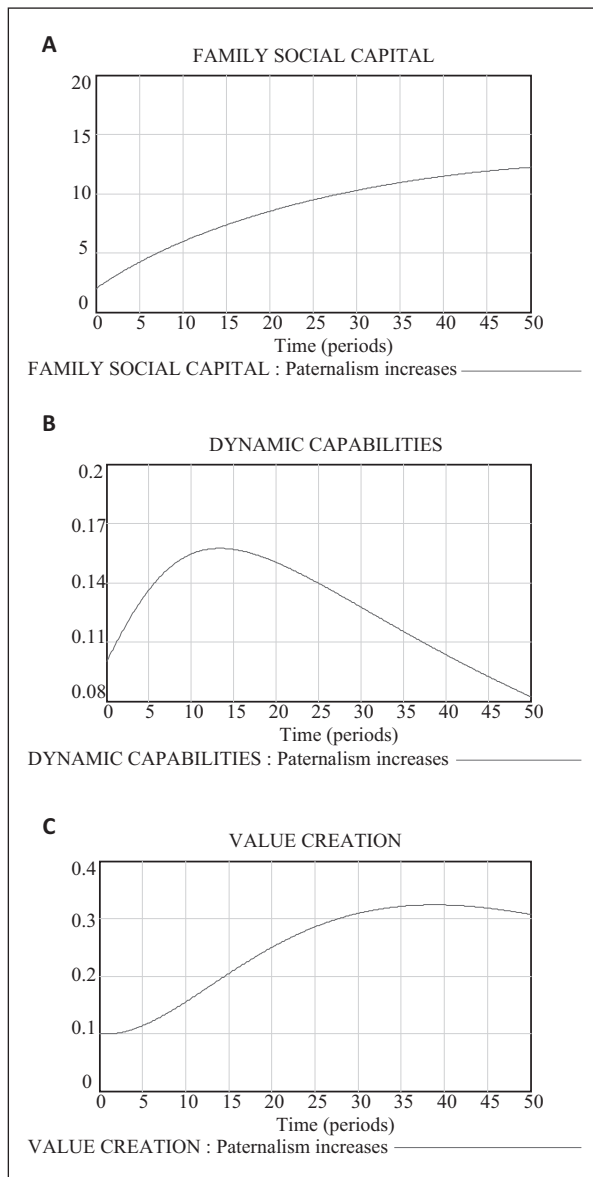 A
FAMILY SOCIAL CAPITAL
20
15
10
5
0
0 5 10 15 20 25 30 35 40 45 50
Time (periods)
FAMILY SOCIAL CAPITAL : Paternalism increases
B
DYNAMIC CAPABILITIES
0.2
0.17
0.14
0.11
0.08
0 5 10 15 20 25 30 35 40 45 50
Time (periods)
DYNAMIC CAPABILITIES : Paternalism increases
C
VALUE CREATION
0.4
0.3
0.2
0.1
0
0 5 10 15 20 25 30 35 40 45 50
Time (periods)
VALUE CREATION : Paternalism increases